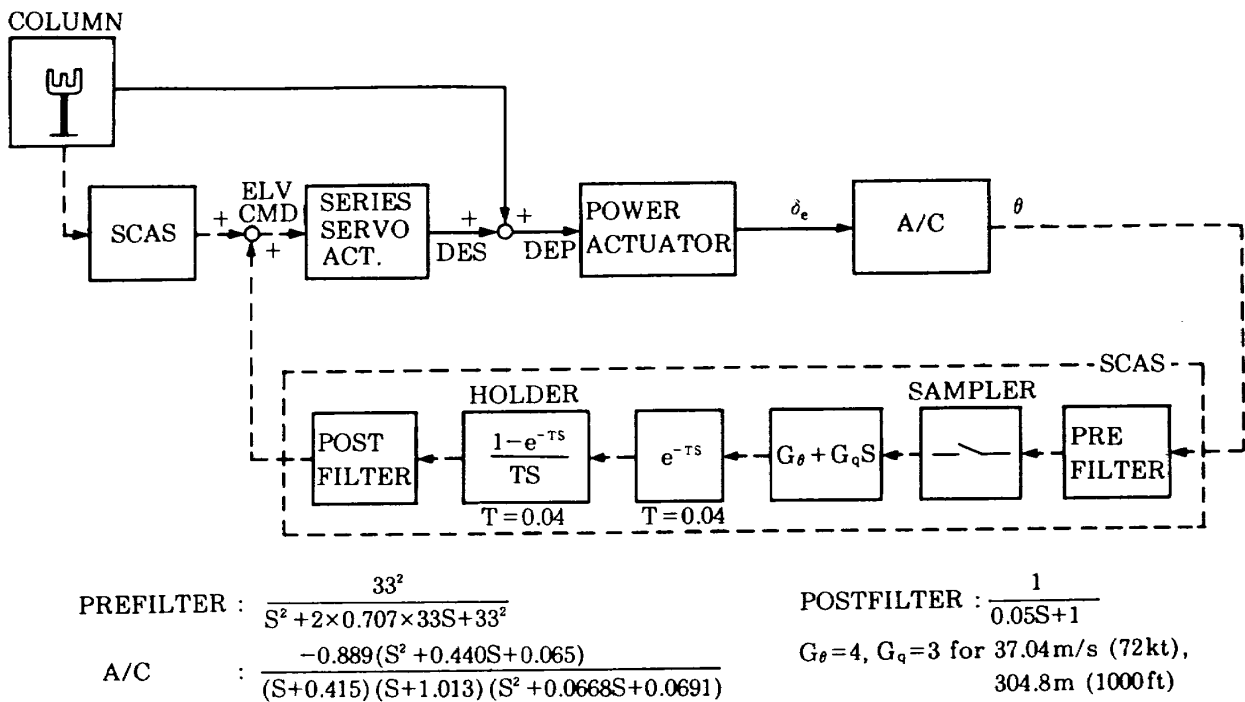 COLUMN
SCAS
+
ELV
CMD
+
SERIES
SERVO
ACT.
+
DES
+
DEP
POWER
ACTUATOR
δe
A/C
θ
SCAS
POST
FILTER
HOLDER
1−e^−TS
TS
T=0.04
e^−TS
T=0.04
Gθ+GqS
SAMPLER
PRE
FILTER
PREFILTER : 33² / S²+2×0.707×33S+33²
POSTFILTER : 1 / 0.05S+1
A/C : −0.889(S²+0.440S+0.065) / (S+0.415)(S+1.013)(S²+0.0668S+0.0691)
Gθ=4, Gq=3 for 37.04m/s (72kt),
304.8m (1000ft)